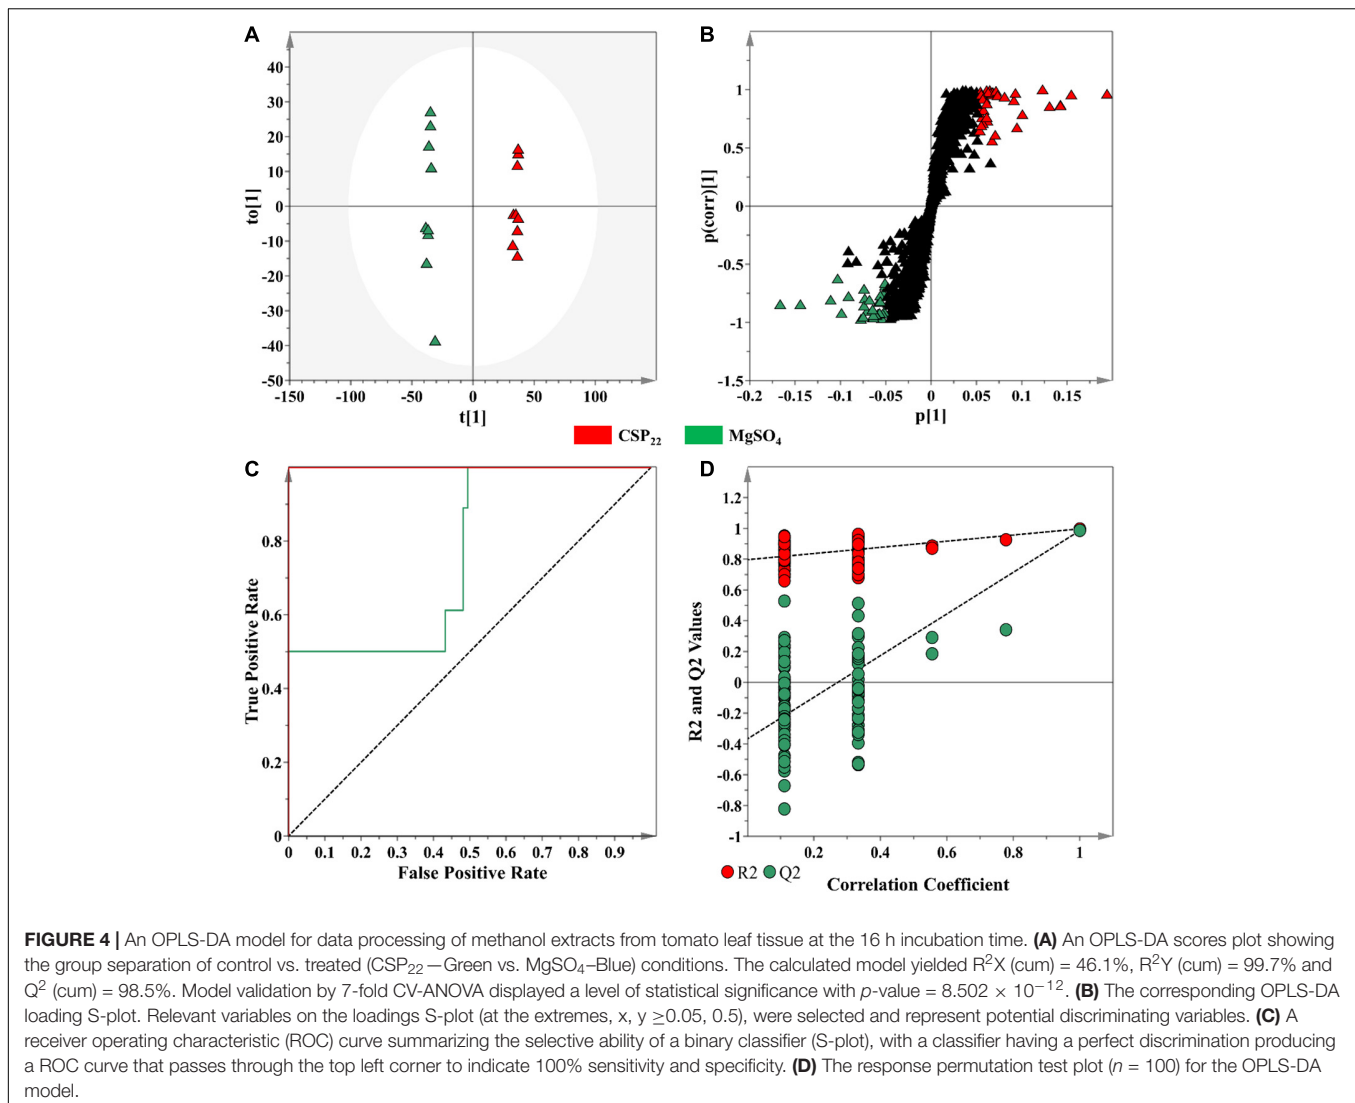 A
to[1]
40
30
20
10
0
-10
-20
-30
-40
-50
-150
-100
-50
0
50
100
t[1]
B
p(corr)[1]
1
0.5
0
-0.5
-1
-1.5
-0.2
-0.15
-0.1
-0.05
0
0.05
0.1
0.15
p[1]
CSP₂₂
MgSO₄
C
True Positive Rate
0.8
0.6
0.4
0.2
0
0
0.1
0.2
0.3
0.4
0.5
0.6
0.7
0.8
0.9
False Positive Rate
D
R2 and Q2 Values
1.2
1
0.8
0.6
0.4
0.2
0
-0.2
-0.4
-0.6
-0.8
-1
0.2
0.4
0.6
0.8
1
R2 Q2
Correlation Coefficient
FIGURE 4 | An OPLS-DA model for data processing of methanol extracts from tomato leaf tissue at the 16 h incubation time. (A) An OPLS-DA scores plot showing
the group separation of control vs. treated (CSP₂₂—Green vs. MgSO₄–Blue) conditions. The calculated model yielded R²X (cum) = 46.1%, R²Y (cum) = 99.7% and
Q² (cum) = 98.5%. Model validation by 7-fold CV-ANOVA displayed a level of statistical significance with p-value = 8.502 × 10⁻¹². (B) The corresponding OPLS-DA
loading S-plot. Relevant variables on the loadings S-plot (at the extremes, x, y ≥0.05, 0.5), were selected and represent potential discriminating variables. (C) A
receiver operating characteristic (ROC) curve summarizing the selective ability of a binary classifier (S-plot), with a classifier having a perfect discrimination producing
a ROC curve that passes through the top left corner to indicate 100% sensitivity and specificity. (D) The response permutation test plot (n = 100) for the OPLS-DA
model.